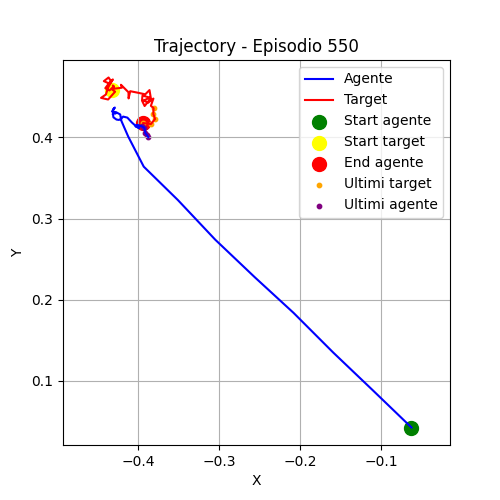 Trajectory - Episodio 550
Agente
Target
Start agente
Start target
End agente
Ultimi target
Ultimi agente
Y
0.4
0.3
0.2
0.1
−0.4
−0.3
−0.2
−0.1
X